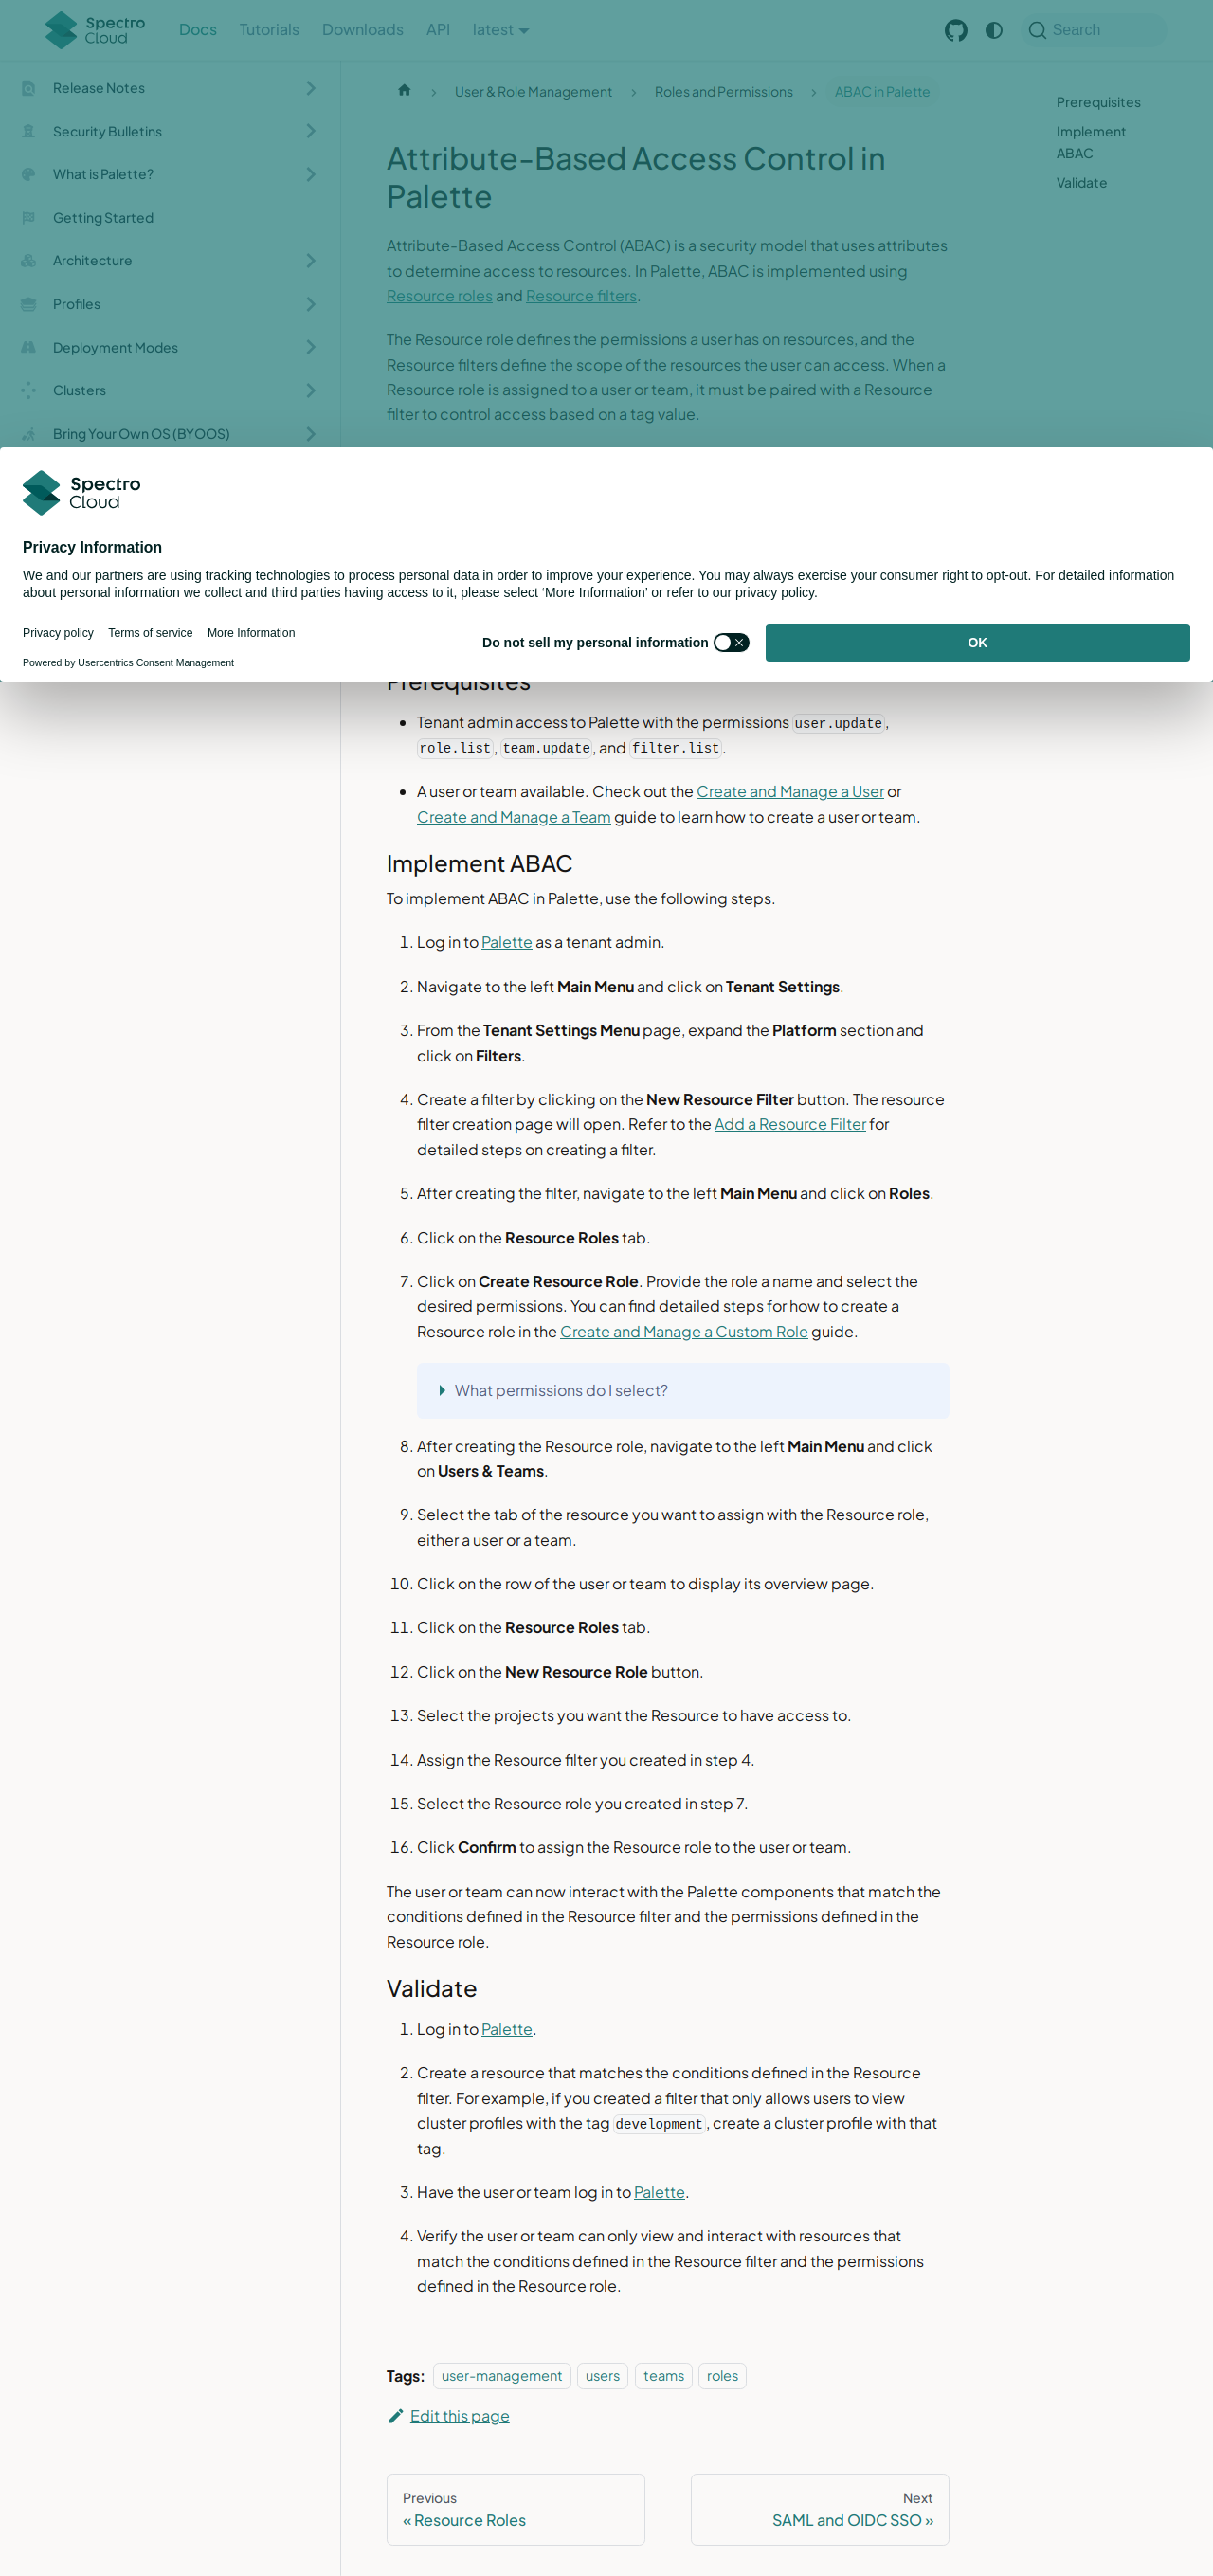 Spectro Cloud
Docs
Tutorials
Downloads
API
latest
Search
Release Notes
Security Bulletins
What is Palette?
Getting Started
Architecture
Profiles
Deployment Modes
Clusters
Bring Your Own OS (BYOOS)
User & Role Management
Roles and Permissions
ABAC in Palette
Prerequisites
Implement
ABAC
Validate
Attribute-Based Access Control in
Palette
Attribute-Based Access Control (ABAC) is a security model that uses attributes
to determine access to resources. In Palette, ABAC is implemented using
Resource roles and Resource filters.
The Resource role defines the permissions a user has on resources, and the
Resource filters define the scope of the resources the user can access. When a
Resource role is assigned to a user or team, it must be paired with a Resource
filter to control access based on a tag value.
Spectro
Cloud
Privacy Information
We and our partners are using tracking technologies to process personal data in order to improve your experience. You may always exercise your consumer right to opt-out. For detailed information
about personal information we collect and third parties having access to it, please select ‘More Information’ or refer to our privacy policy.
Privacy policy
Terms of service
More Information
Do not sell my personal information
OK
Powered by Usercentrics Consent Management
Prerequisites
Tenant admin access to Palette with the permissions user.update,
role.list, team.update, and filter.list.
A user or team available. Check out the Create and Manage a User or
Create and Manage a Team guide to learn how to create a user or team.
Implement ABAC
To implement ABAC in Palette, use the following steps.
1. Log in to Palette as a tenant admin.
2. Navigate to the left Main Menu and click on Tenant Settings.
3. From the Tenant Settings Menu page, expand the Platform section and
click on Filters.
4. Create a filter by clicking on the New Resource Filter button. The resource
filter creation page will open. Refer to the Add a Resource Filter for
detailed steps on creating a filter.
5. After creating the filter, navigate to the left Main Menu and click on Roles.
6. Click on the Resource Roles tab.
7. Click on Create Resource Role. Provide the role a name and select the
desired permissions. You can find detailed steps for how to create a
Resource role in the Create and Manage a Custom Role guide.
What permissions do I select?
8. After creating the Resource role, navigate to the left Main Menu and click
on Users & Teams.
9. Select the tab of the resource you want to assign with the Resource role,
either a user or a team.
10. Click on the row of the user or team to display its overview page.
11. Click on the Resource Roles tab.
12. Click on the New Resource Role button.
13. Select the projects you want the Resource to have access to.
14. Assign the Resource filter you created in step 4.
15. Select the Resource role you created in step 7.
16. Click Confirm to assign the Resource role to the user or team.
The user or team can now interact with the Palette components that match the
conditions defined in the Resource filter and the permissions defined in the
Resource role.
Validate
1. Log in to Palette.
2. Create a resource that matches the conditions defined in the Resource
filter. For example, if you created a filter that only allows users to view
cluster profiles with the tag development, create a cluster profile with that
tag.
3. Have the user or team log in to Palette.
4. Verify the user or team can only view and interact with resources that
match the conditions defined in the Resource filter and the permissions
defined in the Resource role.
Tags: user-management users teams roles
Edit this page
Previous
« Resource Roles
Next
SAML and OIDC SSO »